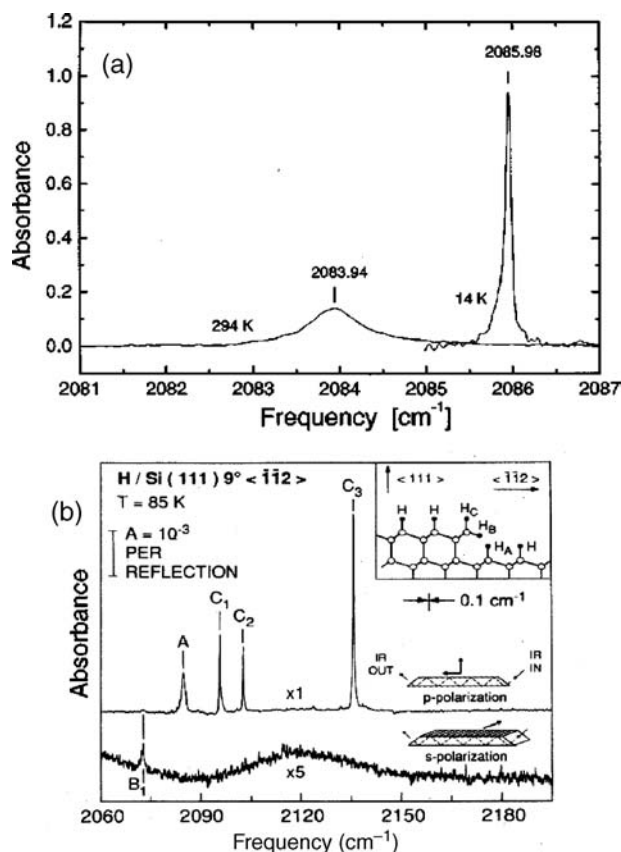 (a)
1.2
1.0
0.8
0.6
0.4
0.2
0.0
Absorbance
2085.98
2083.94
294 K
14 K
2081 2082 2083 2084 2085 2086 2087
Frequency [cm⁻¹]
(b)
H / Si ( 111 ) 9° < 1̄1̄2 >
T = 85 K
A = 10⁻³
PER
REFLECTION
Absorbance
A
C₁
C₂
C₃
< 111 >
< 1̄1̄2 >
H H H_C
H_B
H_A H
0.1 cm⁻¹
IR
OUT
IR
IN
p-polarization
x1
s-polarization
x5
B₁
2060 2090 2120 2150 2180
Frequency (cm⁻¹)